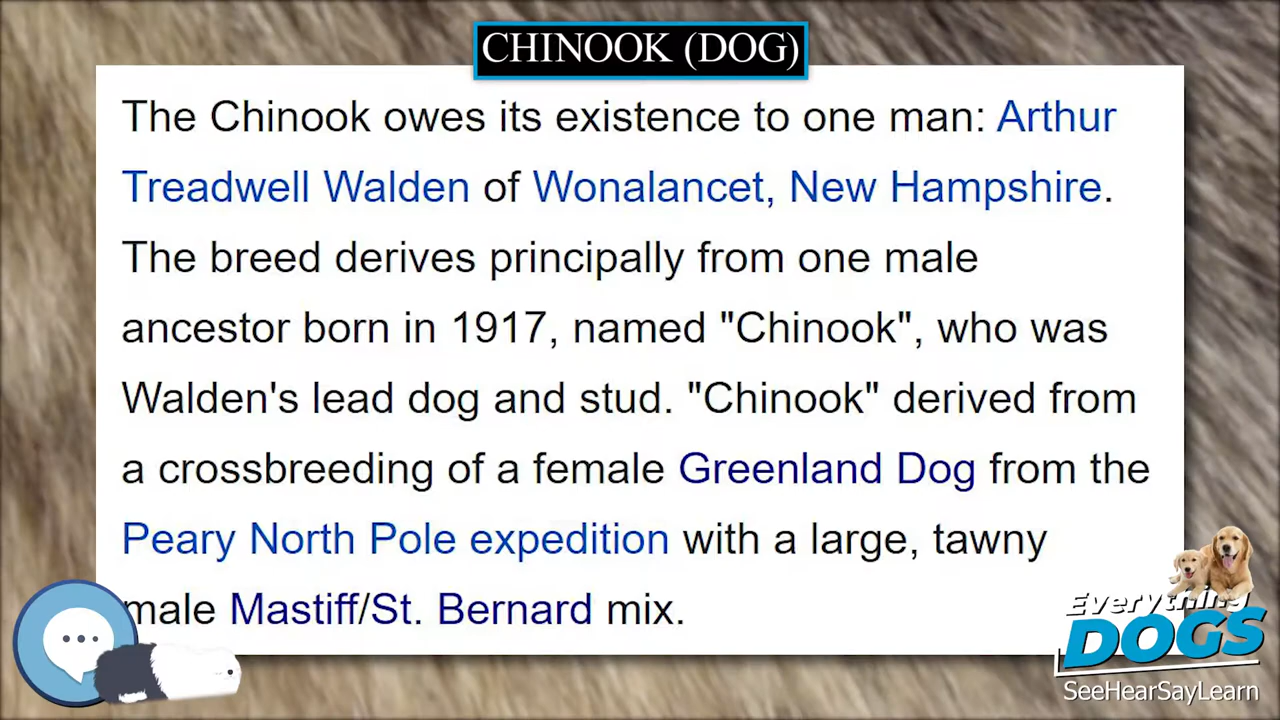 CHINOOK (DOG)
The Chinook owes its existence to one man: Arthur
Treadwell Walden of Wonalancet, New Hampshire.
The breed derives principally from one male
ancestor born in 1917, named "Chinook", who was
Walden's lead dog and stud. "Chinook" derived from
a crossbreeding of a female Greenland Dog from the
Peary North Pole expedition with a large, tawny
male Mastiff/St. Bernard mix.
Everything
DOGS
SeeHearSayLearn